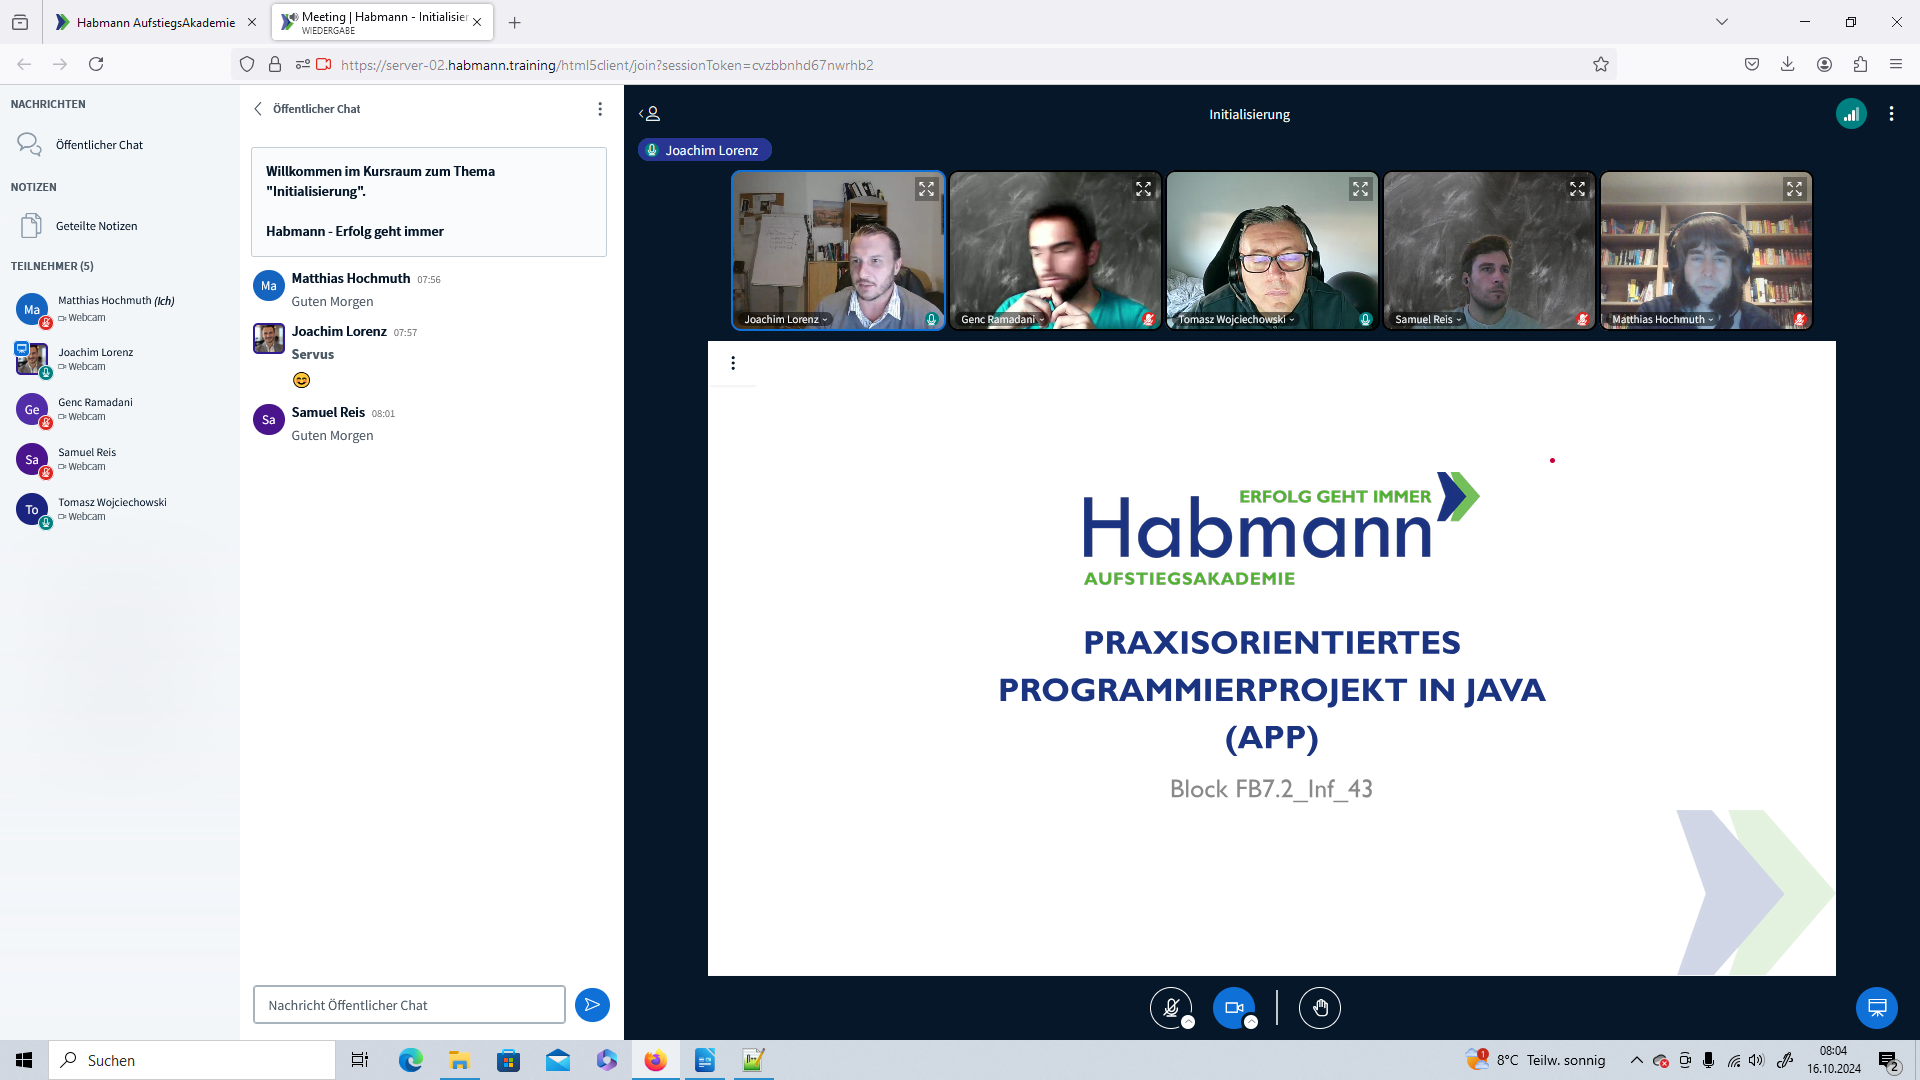 Habmann AufstiegsAkademie
Meeting | Habmann - Initialisier
WIEDERGABE
https://server-02.habmann.training/html5client/join?sessionToken=cvzbbnhd67nwrhb2
NACHRICHTEN
Öffentlicher Chat
NOTIZEN
Geteilte Notizen
TEILNEHMER (5)
Ma
Matthias Hochmuth (Ich)
Webcam
Joachim Lorenz
Webcam
Ge
Genc Ramadani
Webcam
Sa
Samuel Reis
Webcam
To
Tomasz Wojciechowski
Webcam
Öffentlicher Chat
Willkommen im Kursraum zum Thema
"Initialisierung".
Habmann - Erfolg geht immer
Ma
Matthias Hochmuth 07:56
Guten Morgen
Joachim Lorenz 07:57
Servus
Sa
Samuel Reis 08:01
Guten Morgen
Nachricht Öffentlicher Chat
Initialisierung
Joachim Lorenz
Joachim Lorenz
Genc Ramadani
Tomasz Wojciechowski
Samuel Reis
Matthias Hochmuth
ERFOLG GEHT IMMER
Habmann
AUFSTIEGSAKADEMIE
PRAXISORIENTIERTES
PROGRAMMIERPROJEKT IN JAVA
(APP)
Block FB7.2_Inf_43
Suchen
1
8°C Teilw. sonnig
08:04
16.10.2024
2